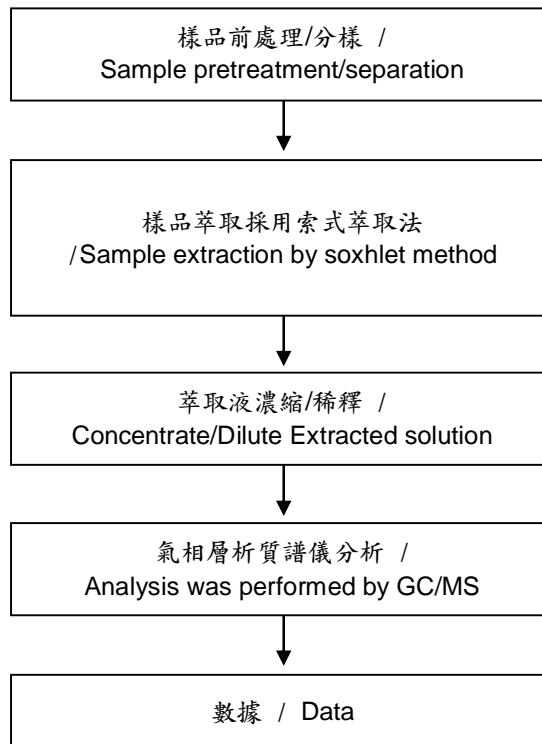 樣品前處理/分樣 /
Sample pretreatment/separation
樣品萃取採用索式萃取法
/Sample extraction by soxhlet method
萃取液濃縮/稀釋 /
Concentrate/Dilute Extracted solution
氣相層析質譜儀分析 /
Analysis was performed by GC/MS
數據 / Data